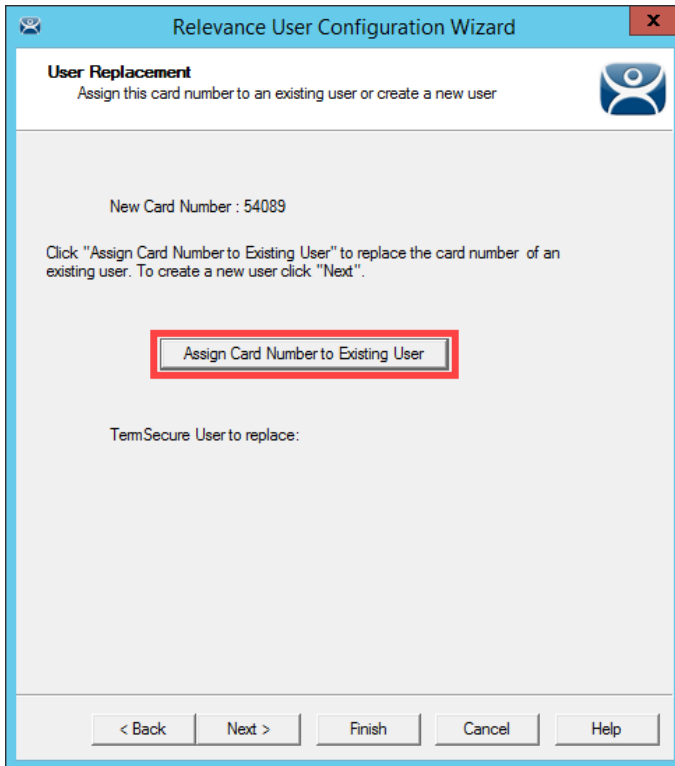 Relevance User Configuration Wizard
x
User Replacement
Assign this card number to an existing user or create a new user
New Card Number : 54089
Click "Assign Card Number to Existing User" to replace the card number of an
existing user. To create a new user click "Next".
Assign Card Number to Existing User
TermSecure User to replace:
< Back Next > Finish Cancel Help